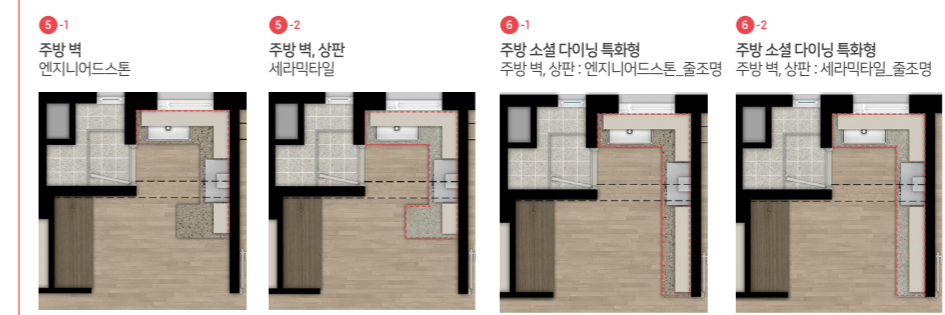 5-1
주방 벽
엔지니어드스톤
5-2
주방 벽, 상판
세라믹타일
6-1
주방 소셜 다이닝 특화형
주방 벽, 상판 : 엔지니어드스톤_줄조명
6-2
주방 소셜 다이닝 특화형
주방 벽, 상판 : 세라믹타일_줄조명